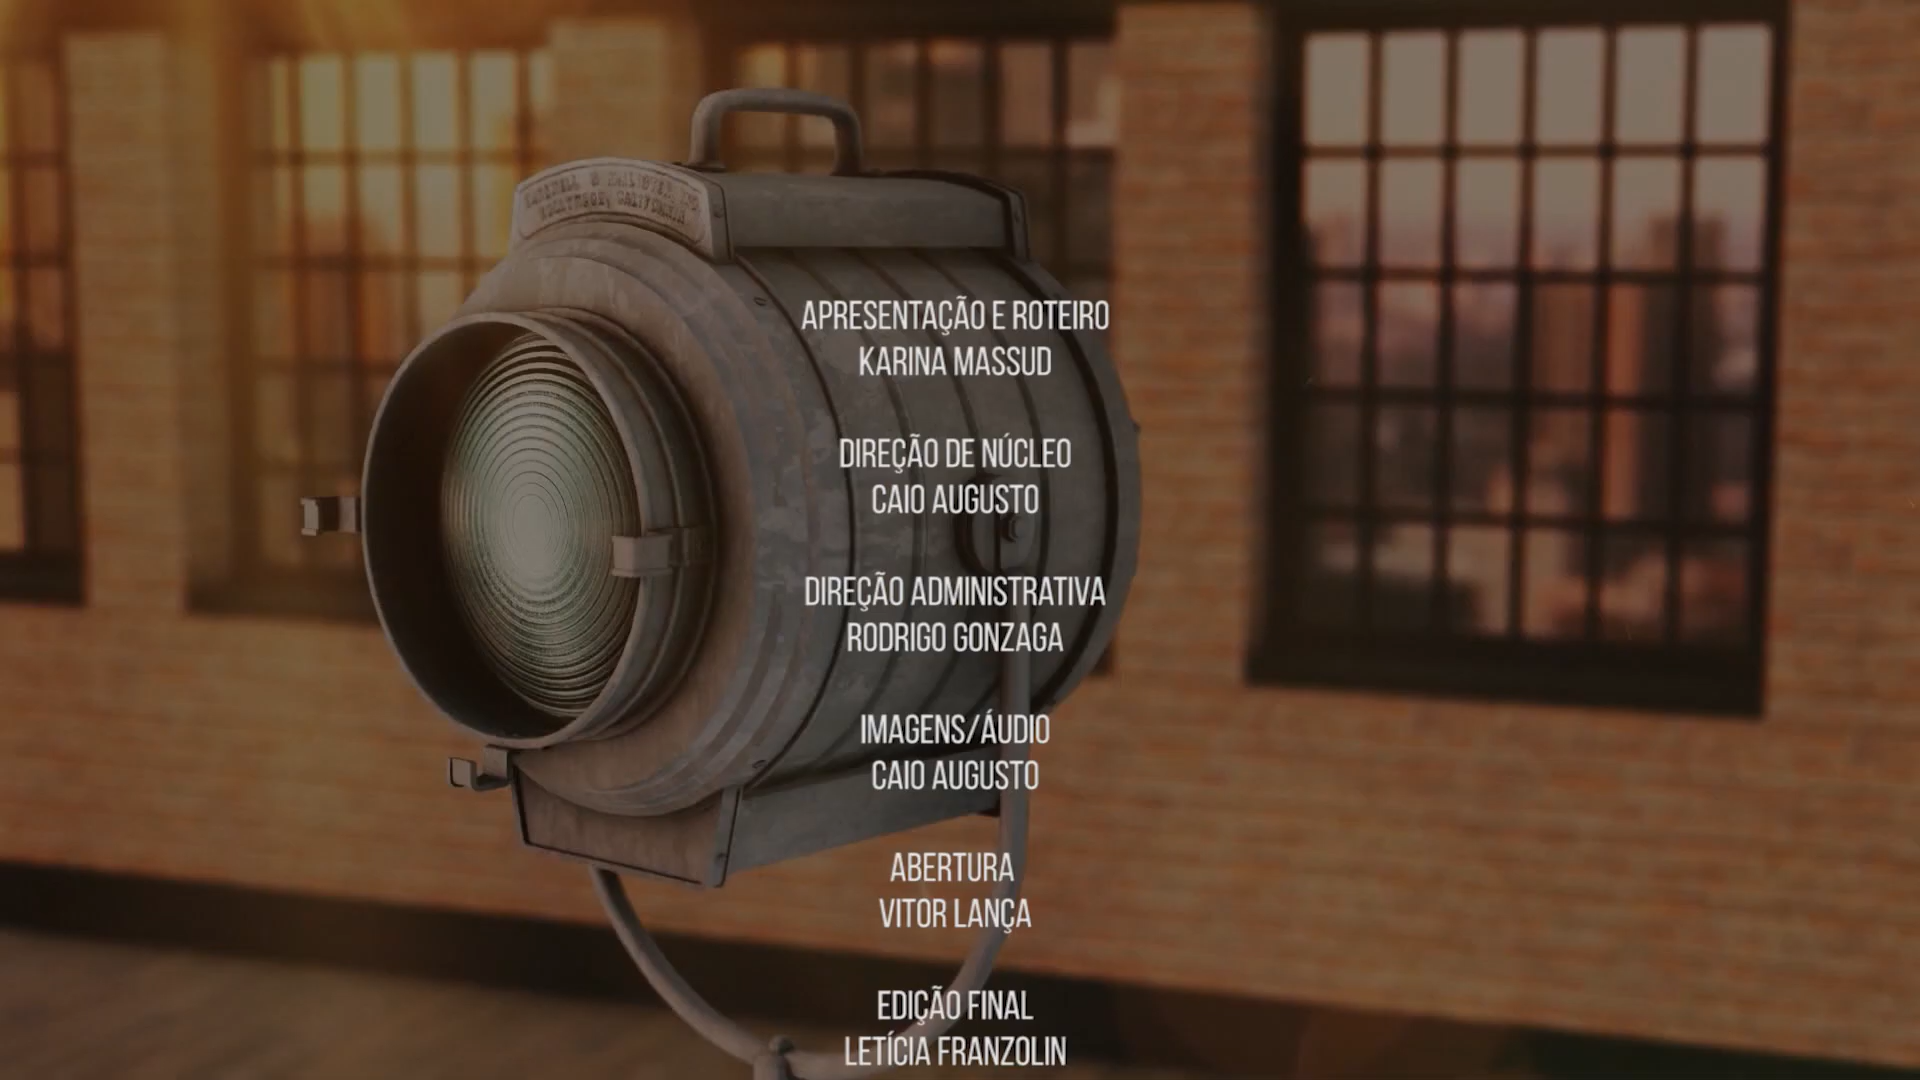 APRESENTAÇÃO E ROTEIRO
KARINA MASSUD
DIREÇÃO DE NÚCLEO
CAIO AUGUSTO
DIREÇÃO ADMINISTRATIVA
RODRIGO GONZAGA
IMAGENS/ÁUDIO
CAIO AUGUSTO
ABERTURA
VITOR LANÇA
EDIÇÃO FINAL
LETÍCIA FRANZOLIN